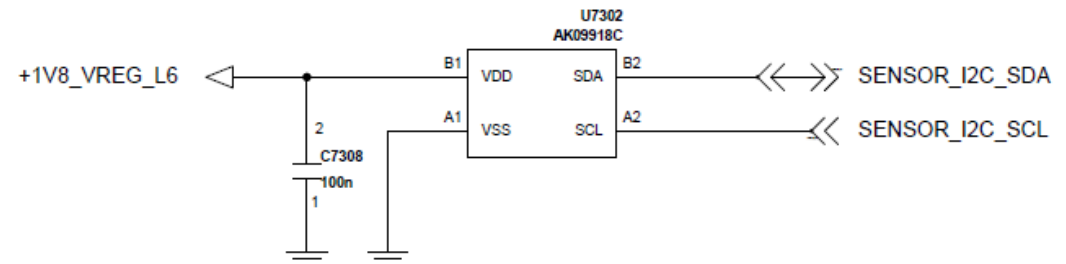 U7302
AK09918C
+1V8_VREG_L6
B1
VDD
SDA
B2
SENSOR_I2C_SDA
A1
VSS
SCL
A2
SENSOR_I2C_SCL
2
C7308
100n
1